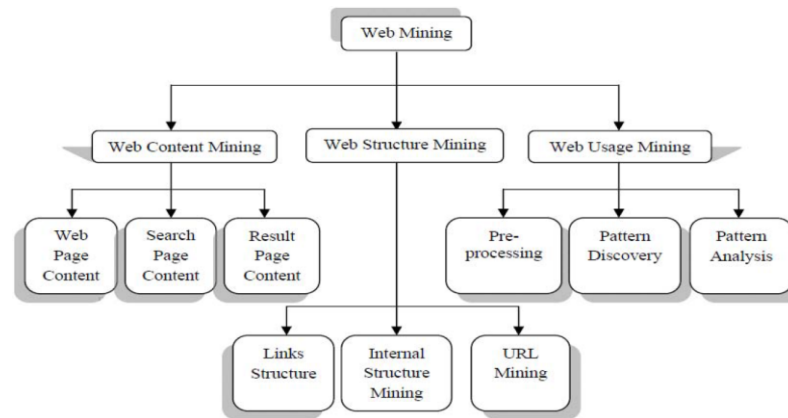 Web Mining
Web Content Mining
Web Structure Mining
Web Usage Mining
Web
Page
Content
Search
Page
Content
Result
Page
Content
Pre-
processing
Pattern
Discovery
Pattern
Analysis
Links
Structure
Internal
Structure
Mining
URL
Mining